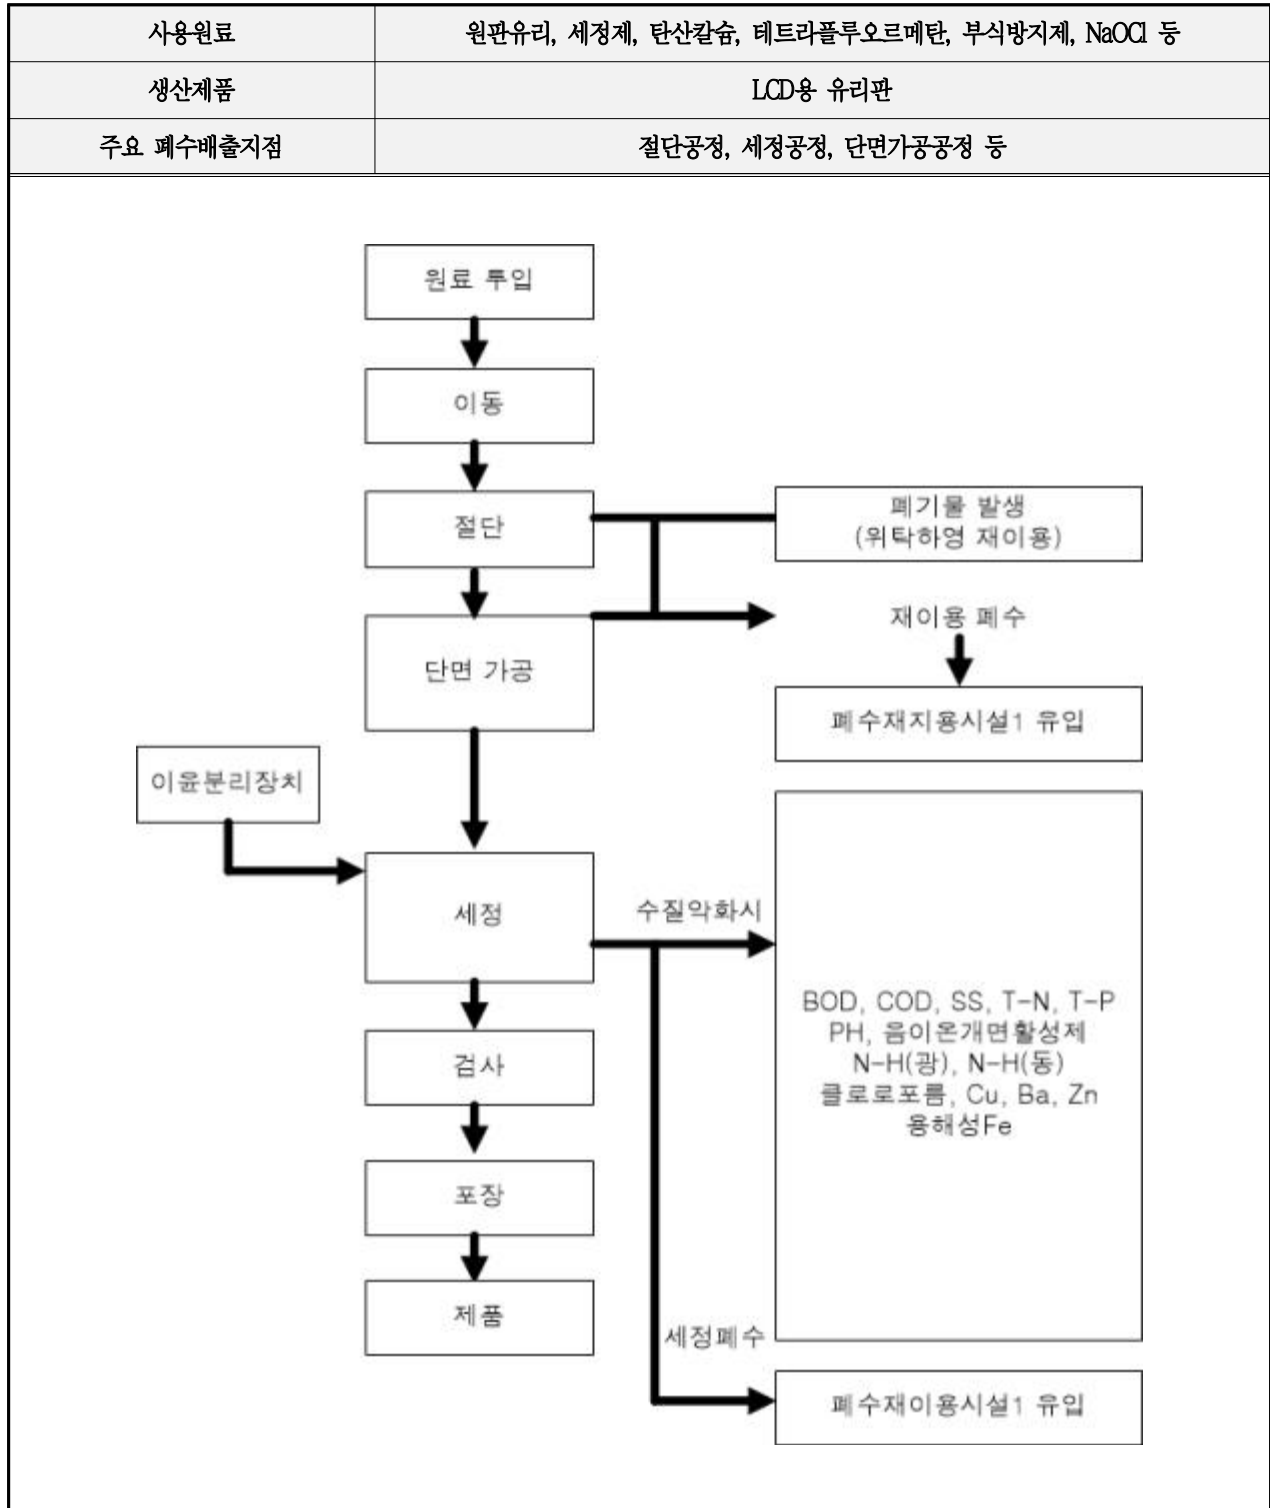 사용원료
원판유리, 세정제, 탄산칼슘, 테트라플루오르메탄, 부식방지제, NaOCl 등
생산제품
LCD용 유리판
주요 폐수배출지점
절단공정, 세정공정, 단면가공공정 등
원료 투입
이동
절단
폐기물 발생
(위탁하영 재이용)
재이용 폐수
단면 가공
폐수재지용시설1 유입
이윤분리장치
세정
수질악화시
BOD, COD, SS, T-N, T-P
PH, 음이온개면활성제
N-H(광), N-H(동)
클로로포름, Cu, Ba, Zn
용해성Fe
검사
포장
제품
세정폐수
폐수재이용시설1 유입